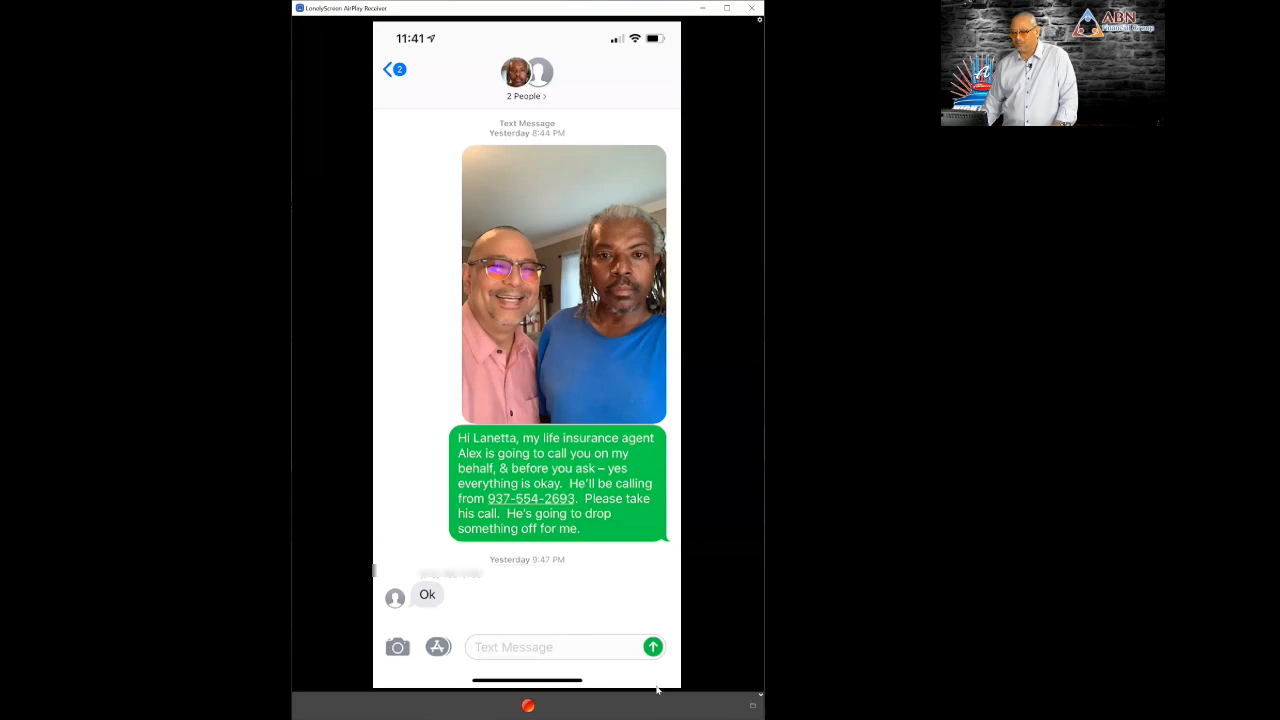 LonelyScreen AirPlay Receiver
ABN
Financial Group
11:41
2
2 People >
Text Message
Yesterday 8:44 PM
Hi Lanetta, my life insurance agent
Alex is going to call you on my
behalf, & before you ask – yes
everything is okay.  He'll be calling
from 937-554-2693.  Please take
his call.  He's going to drop
something off for me.
Yesterday 9:47 PM
Ok
Text Message